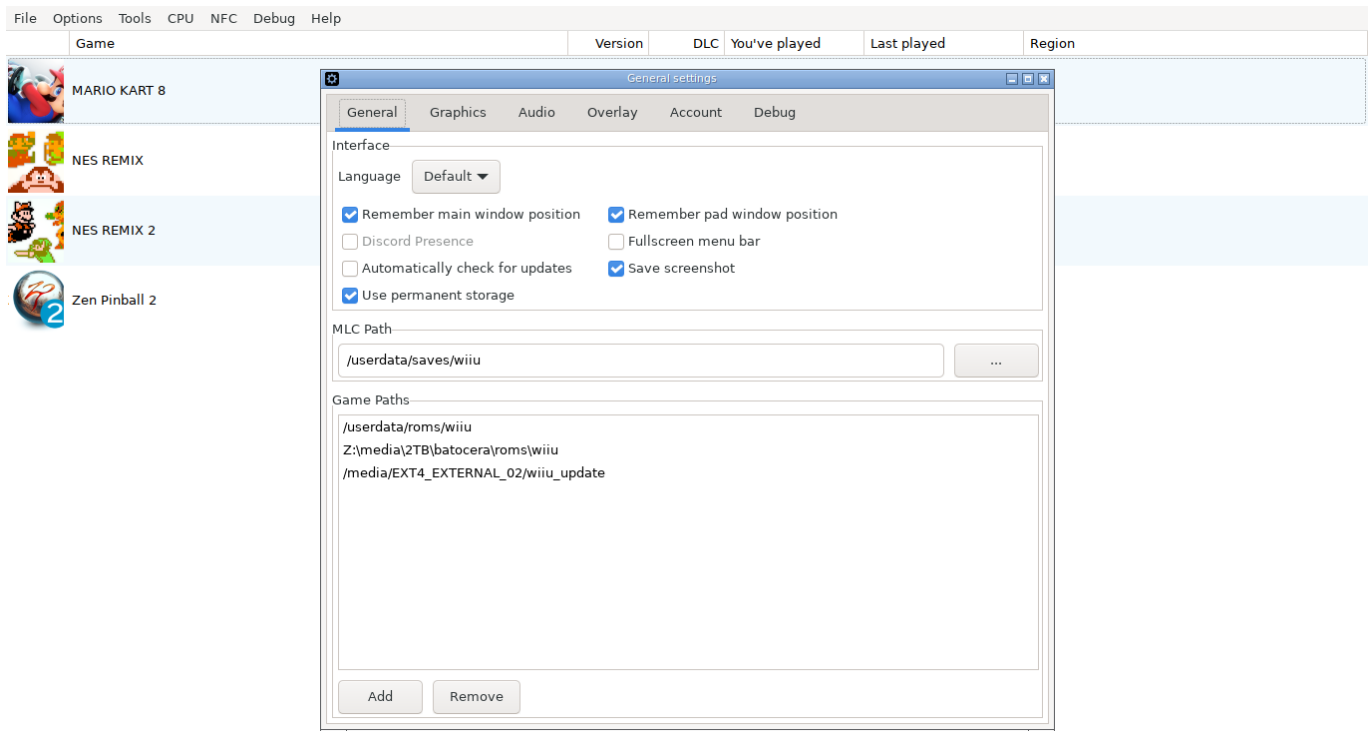 File Options Tools CPU NFC Debug Help
Game Version DLC You've played Last played Region
MARIO KART 8
NES REMIX
NES REMIX 2
2
Zen Pinball 2
General settings
General Graphics Audio Overlay Account Debug
Interface
Language Default
Remember main window position Remember pad window position
Discord Presence Fullscreen menu bar
Automatically check for updates Save screenshot
Use permanent storage
MLC Path
/userdata/saves/wiiu ...
Game Paths
/userdata/roms/wiiu
Z:\media\2TB\batocera\roms\wiiu
/media/EXT4_EXTERNAL_02/wiiu_update
Add Remove